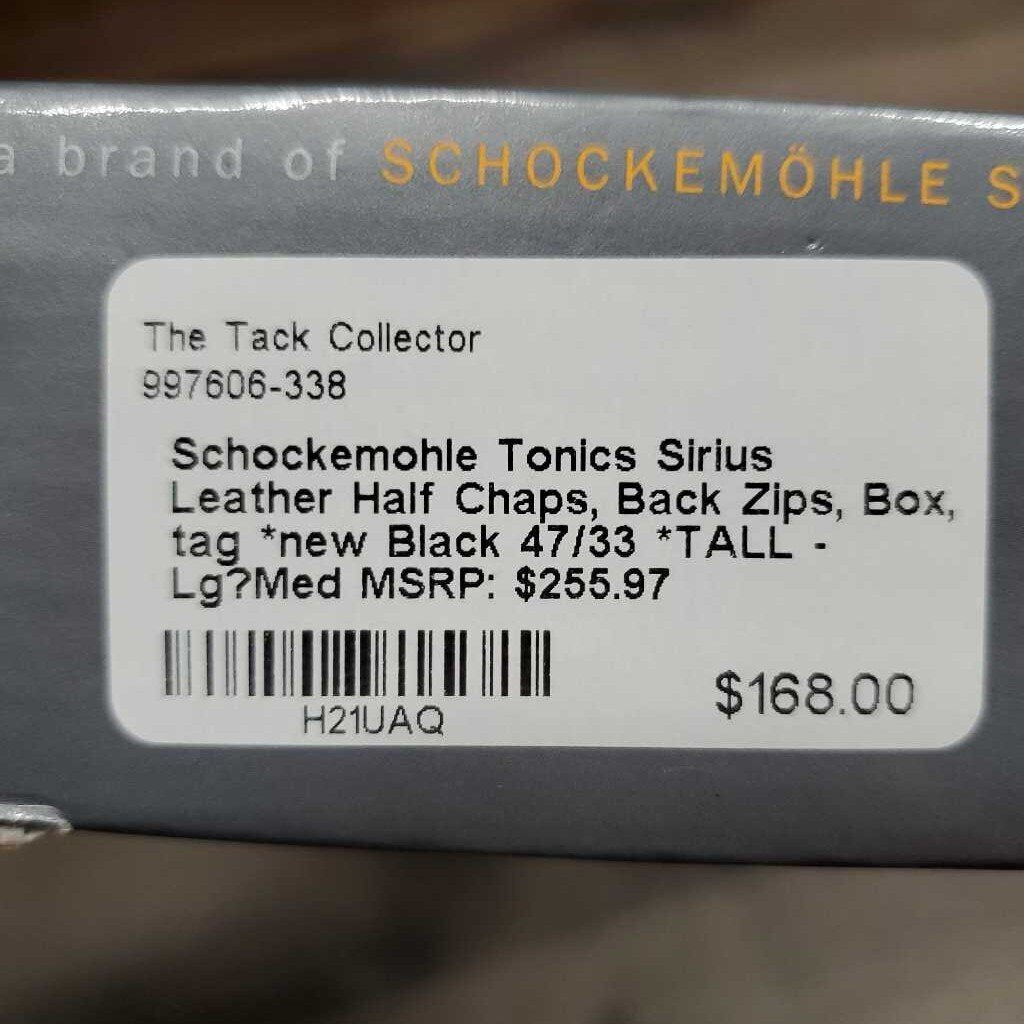 a brand of SCHOCKEMÖHLE S
The Tack Collector
997606-338
Schockemohle Tonics Sirius
Leather Half Chaps, Back Zips, Box,
tag *new Black 47/33 *TALL -
Lg?Med MSRP: $255.97
H21UAQ
$168.00